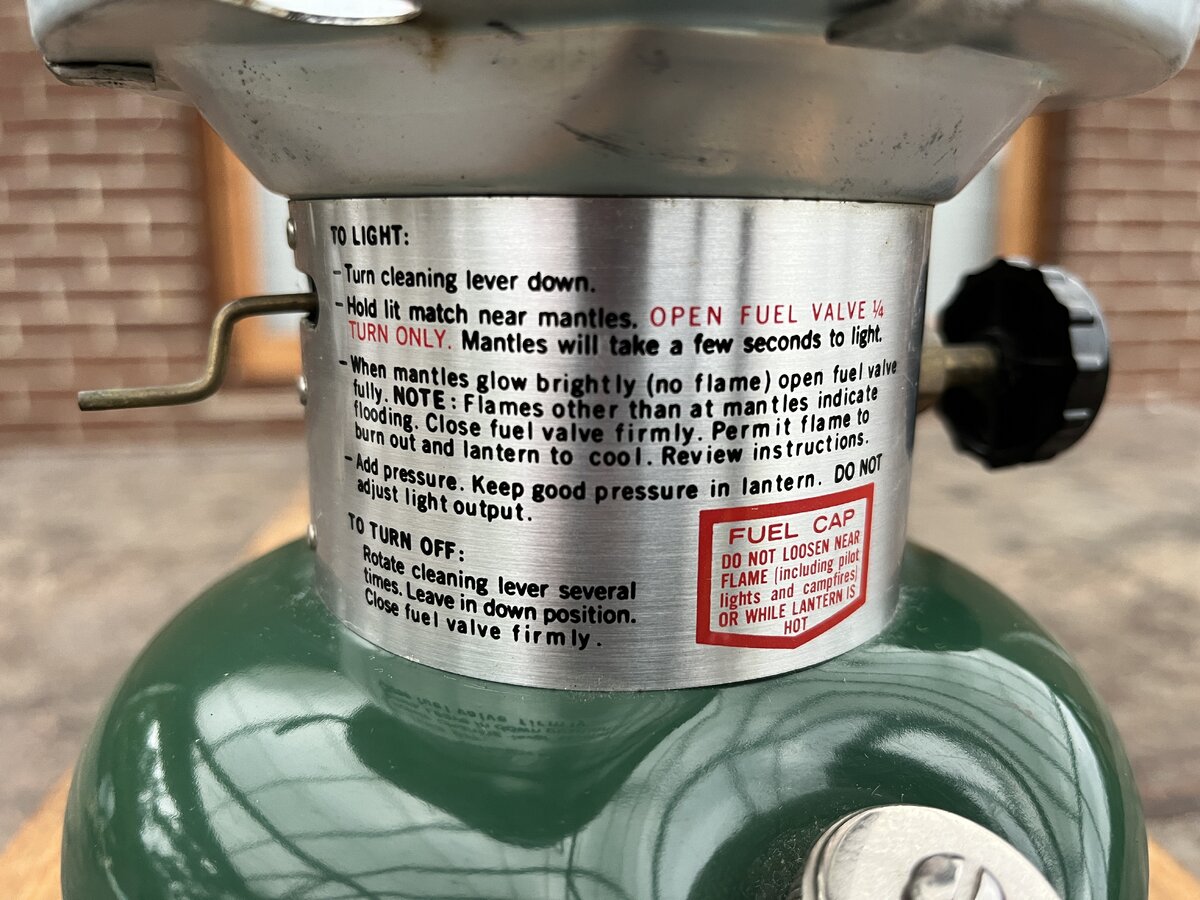 TO LIGHT:
–Turn cleaning lever down.
–Hold lit match near mantles. OPEN FUEL VALVE ¼
TURN ONLY. Mantles will take a few seconds to light.
–When mantles glow brightly (no flame) open fuel valve
fully. NOTE: Flames other than at mantles indicate
flooding. Close fuel valve firmly. Permit flame to
burn out and lantern to cool. Review instructions.
–Add pressure. Keep good pressure in lantern. DO NOT
adjust light output.
TO TURN OFF:
Rotate cleaning lever several
times. Leave in down position.
Close fuel valve firmly.
FUEL CAP
DO NOT LOOSEN NEAR
FLAME (including pilot
lights and campfires)
OR WHILE LANTERN IS
HOT